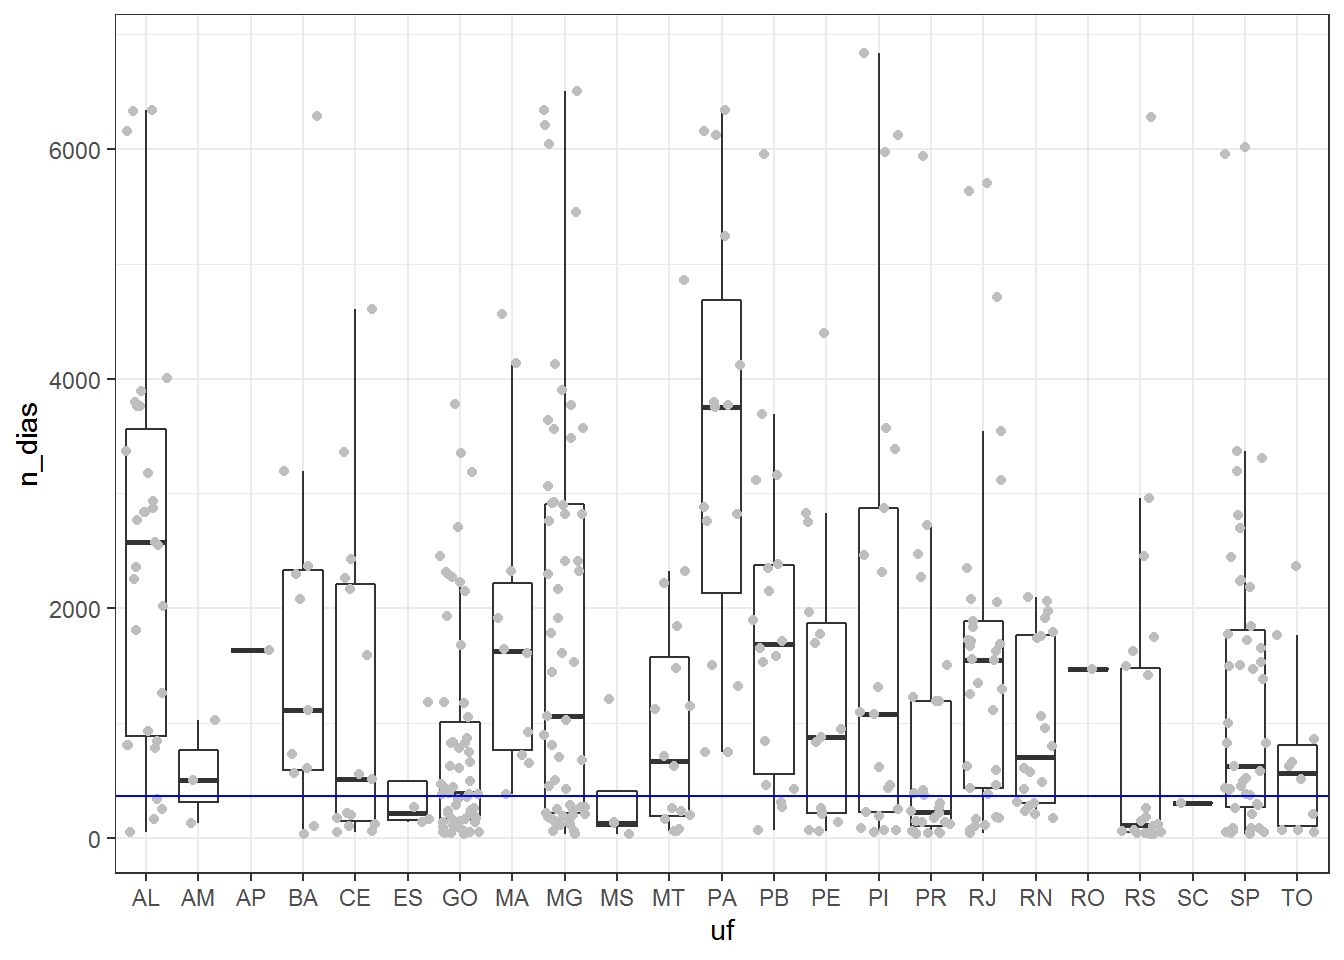 n_dias
6000
4000
2000
0
AL AM AP BA CE ES GO MA MG MS MT PA PB PE PI PR RJ RN RO RS SC SP TO
uf